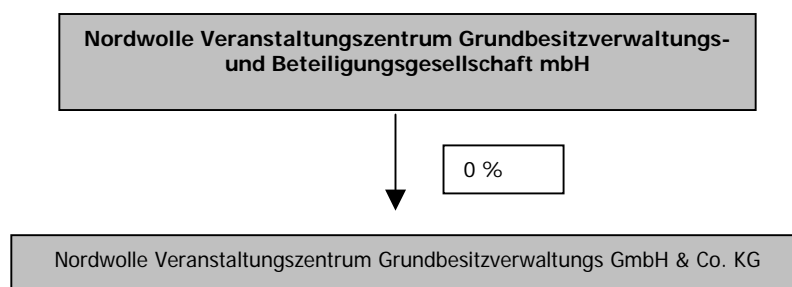 Nordwolle Veranstaltungszentrum Grundbesitzverwaltungs-
und Beteiligungsgesellschaft mbH
0 %
Nordwolle Veranstaltungszentrum Grundbesitzverwaltungs GmbH & Co. KG